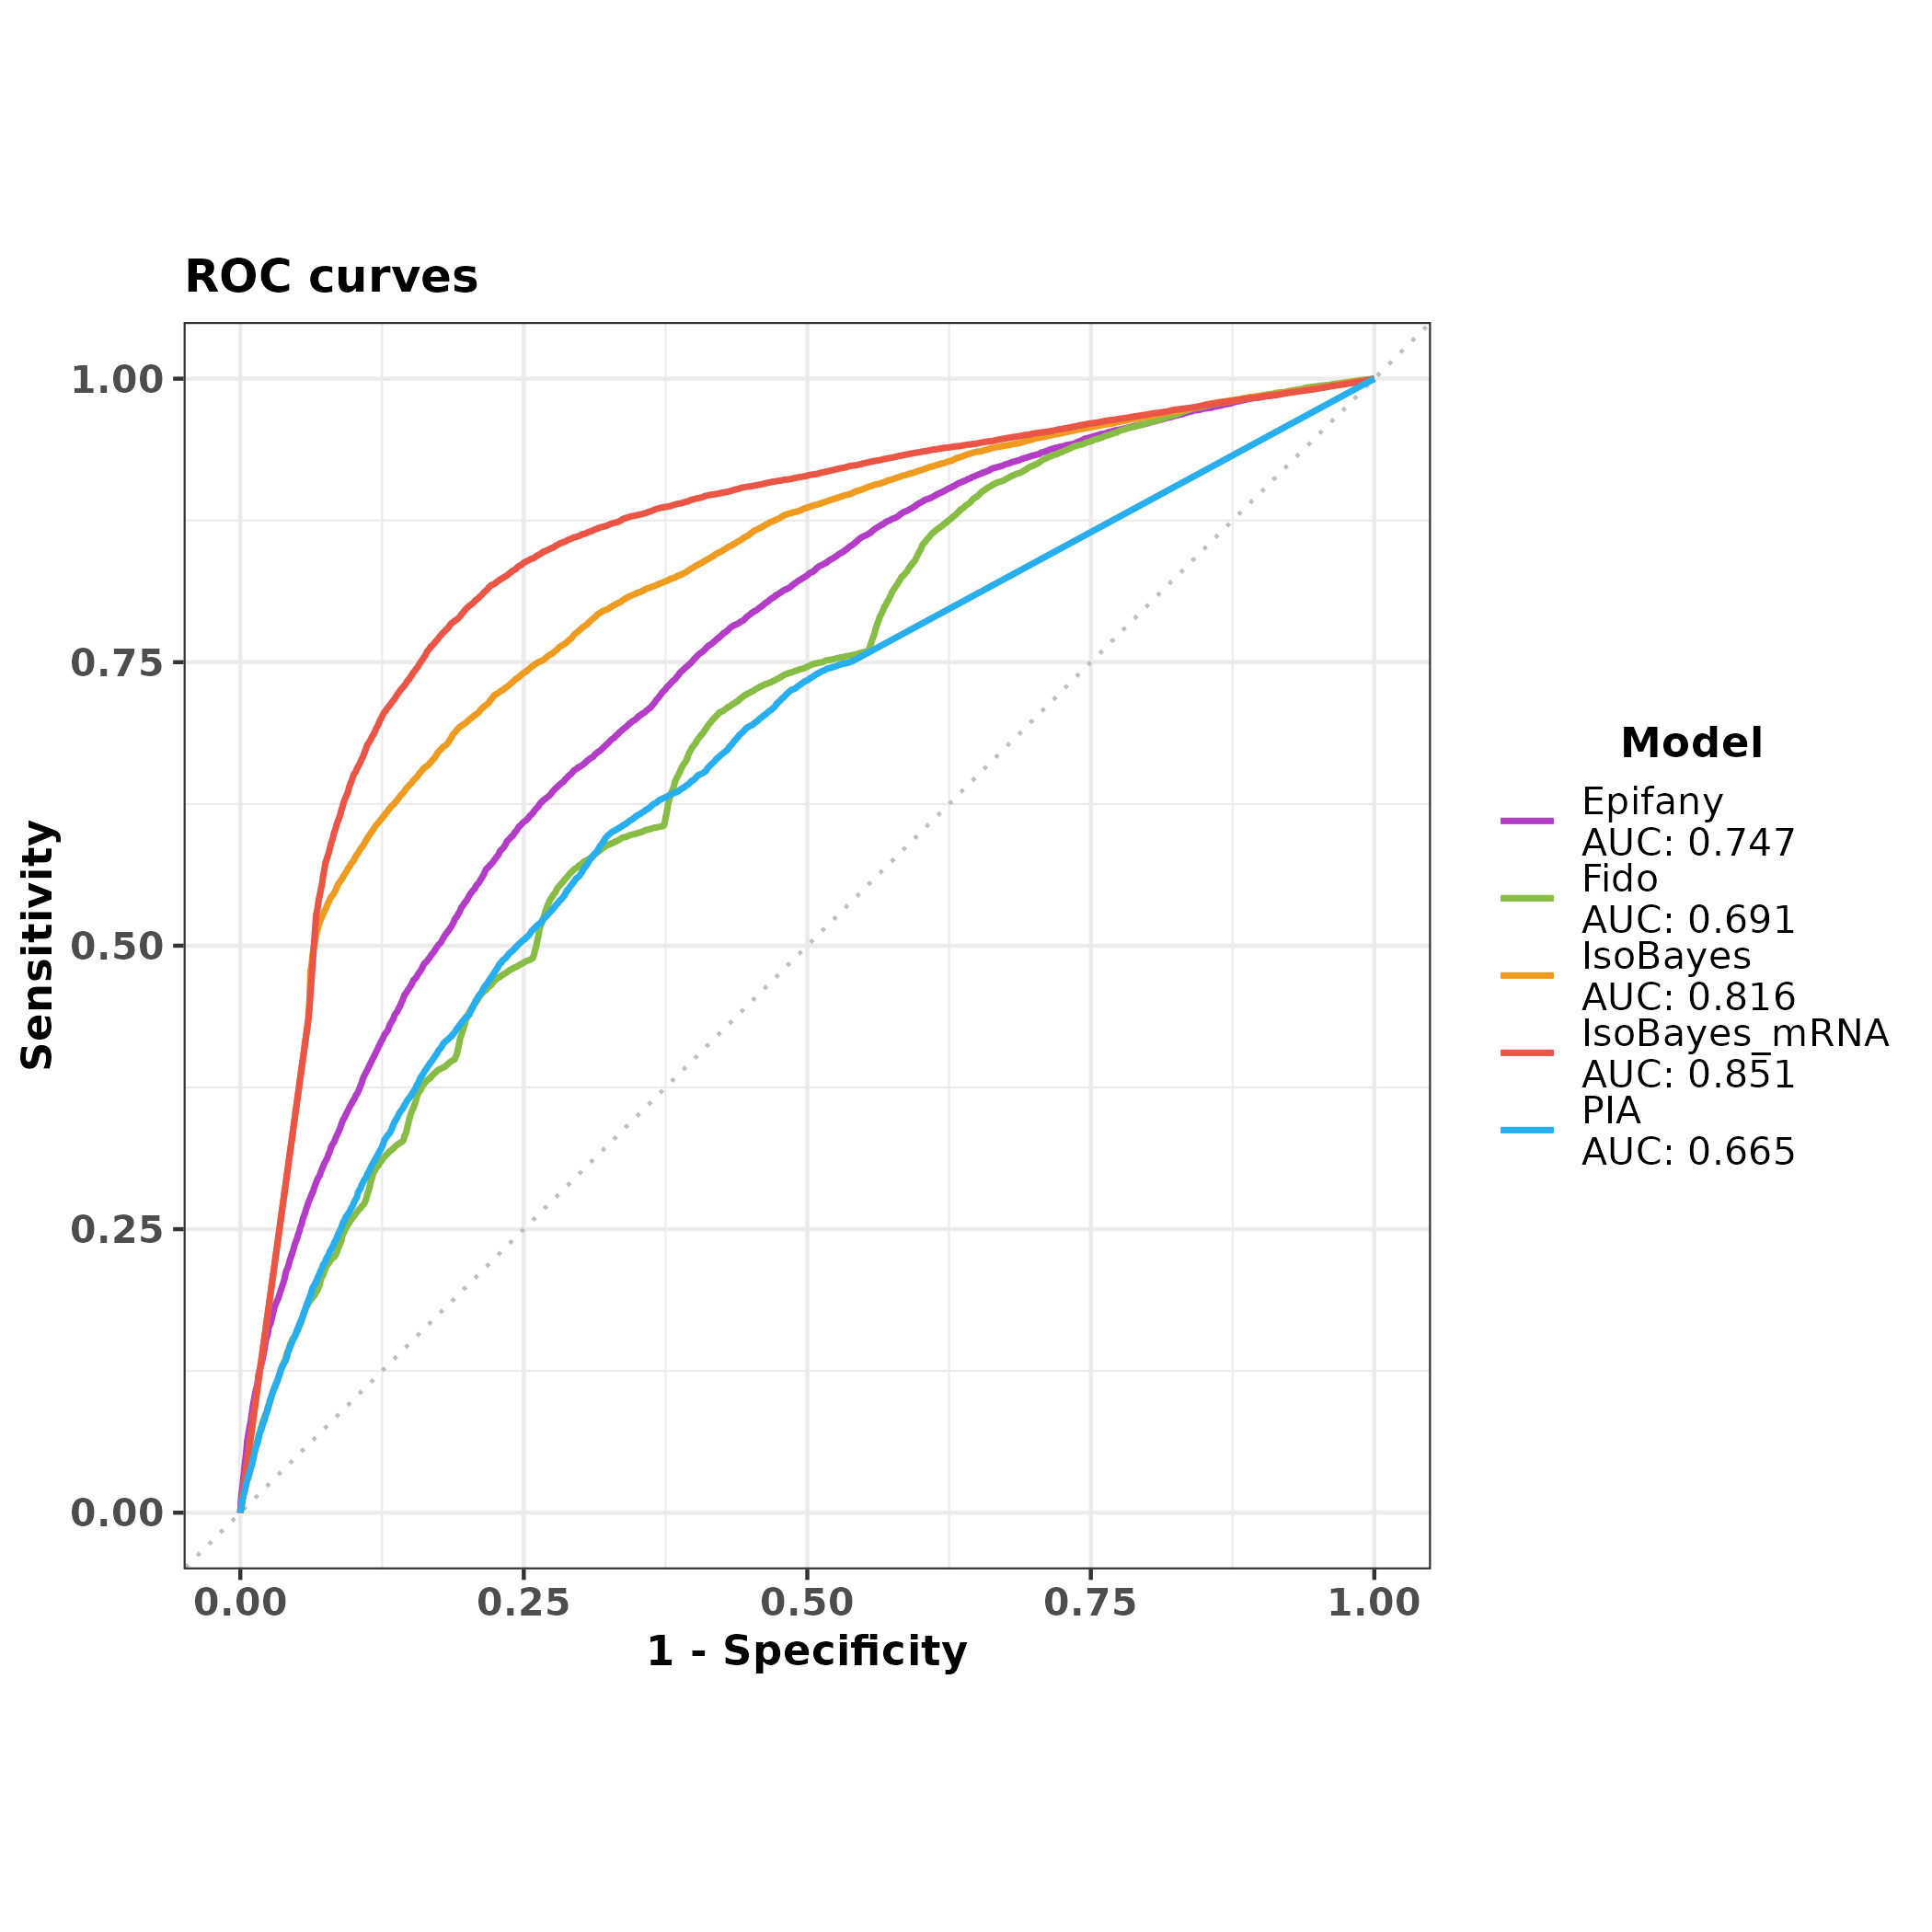 ROC curves
1.00
0.75
0.50
0.25
0.00
Sensitivity
0.00 0.25 0.50 0.75 1.00
1 - Specificity
Model
Epifany
AUC: 0.747
Fido
AUC: 0.691
IsoBayes
AUC: 0.816
IsoBayes_mRNA
AUC: 0.851
PIA
AUC: 0.665